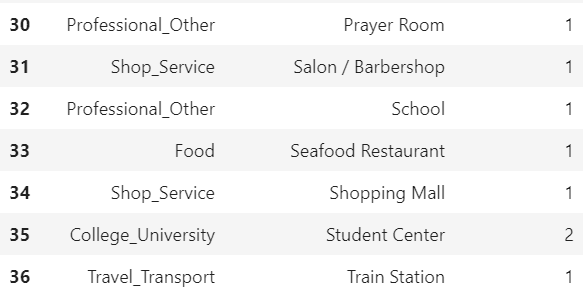 30 Professional_Other Prayer Room 1
31 Shop_Service Salon / Barbershop 1
32 Professional_Other School 1
33 Food Seafood Restaurant 1
34 Shop_Service Shopping Mall 1
35 College_University Student Center 2
36 Travel_Transport Train Station 1